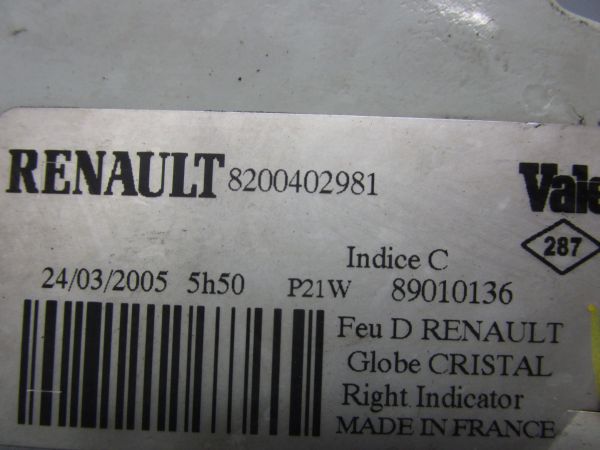 RENAULT 8200402981
287
Indice C
24/03/2005 5h50 P21W 89010136
Feu D RENAULT
Globe CRISTAL
Right Indicator
MADE IN FRANCE